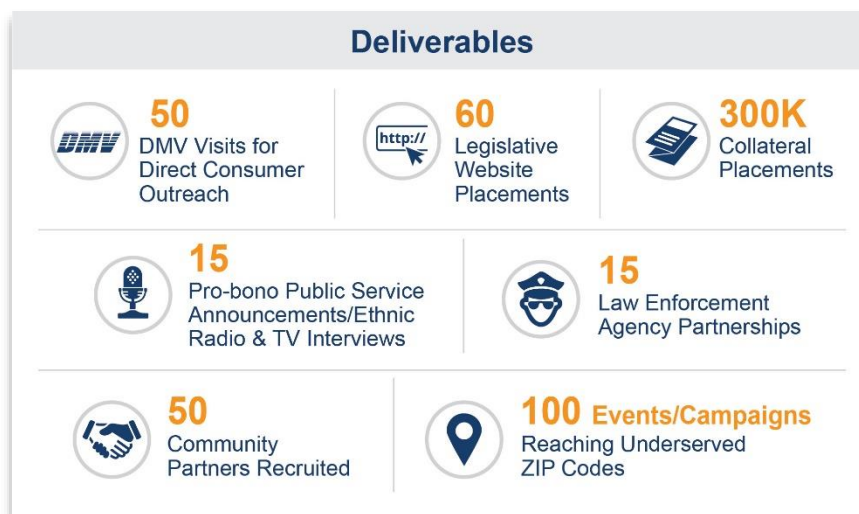 Deliverables
50
DMV
DMV Visits for
Direct Consumer
Outreach
http://
60
Legislative
Website
Placements
300K
Collateral
Placements
15
Pro-bono Public Service
Announcements/Ethnic
Radio & TV Interviews
15
Law Enforcement
Agency Partnerships
50
Community
Partners Recruited
100 Events/Campaigns
Reaching Underserved
ZIP Codes